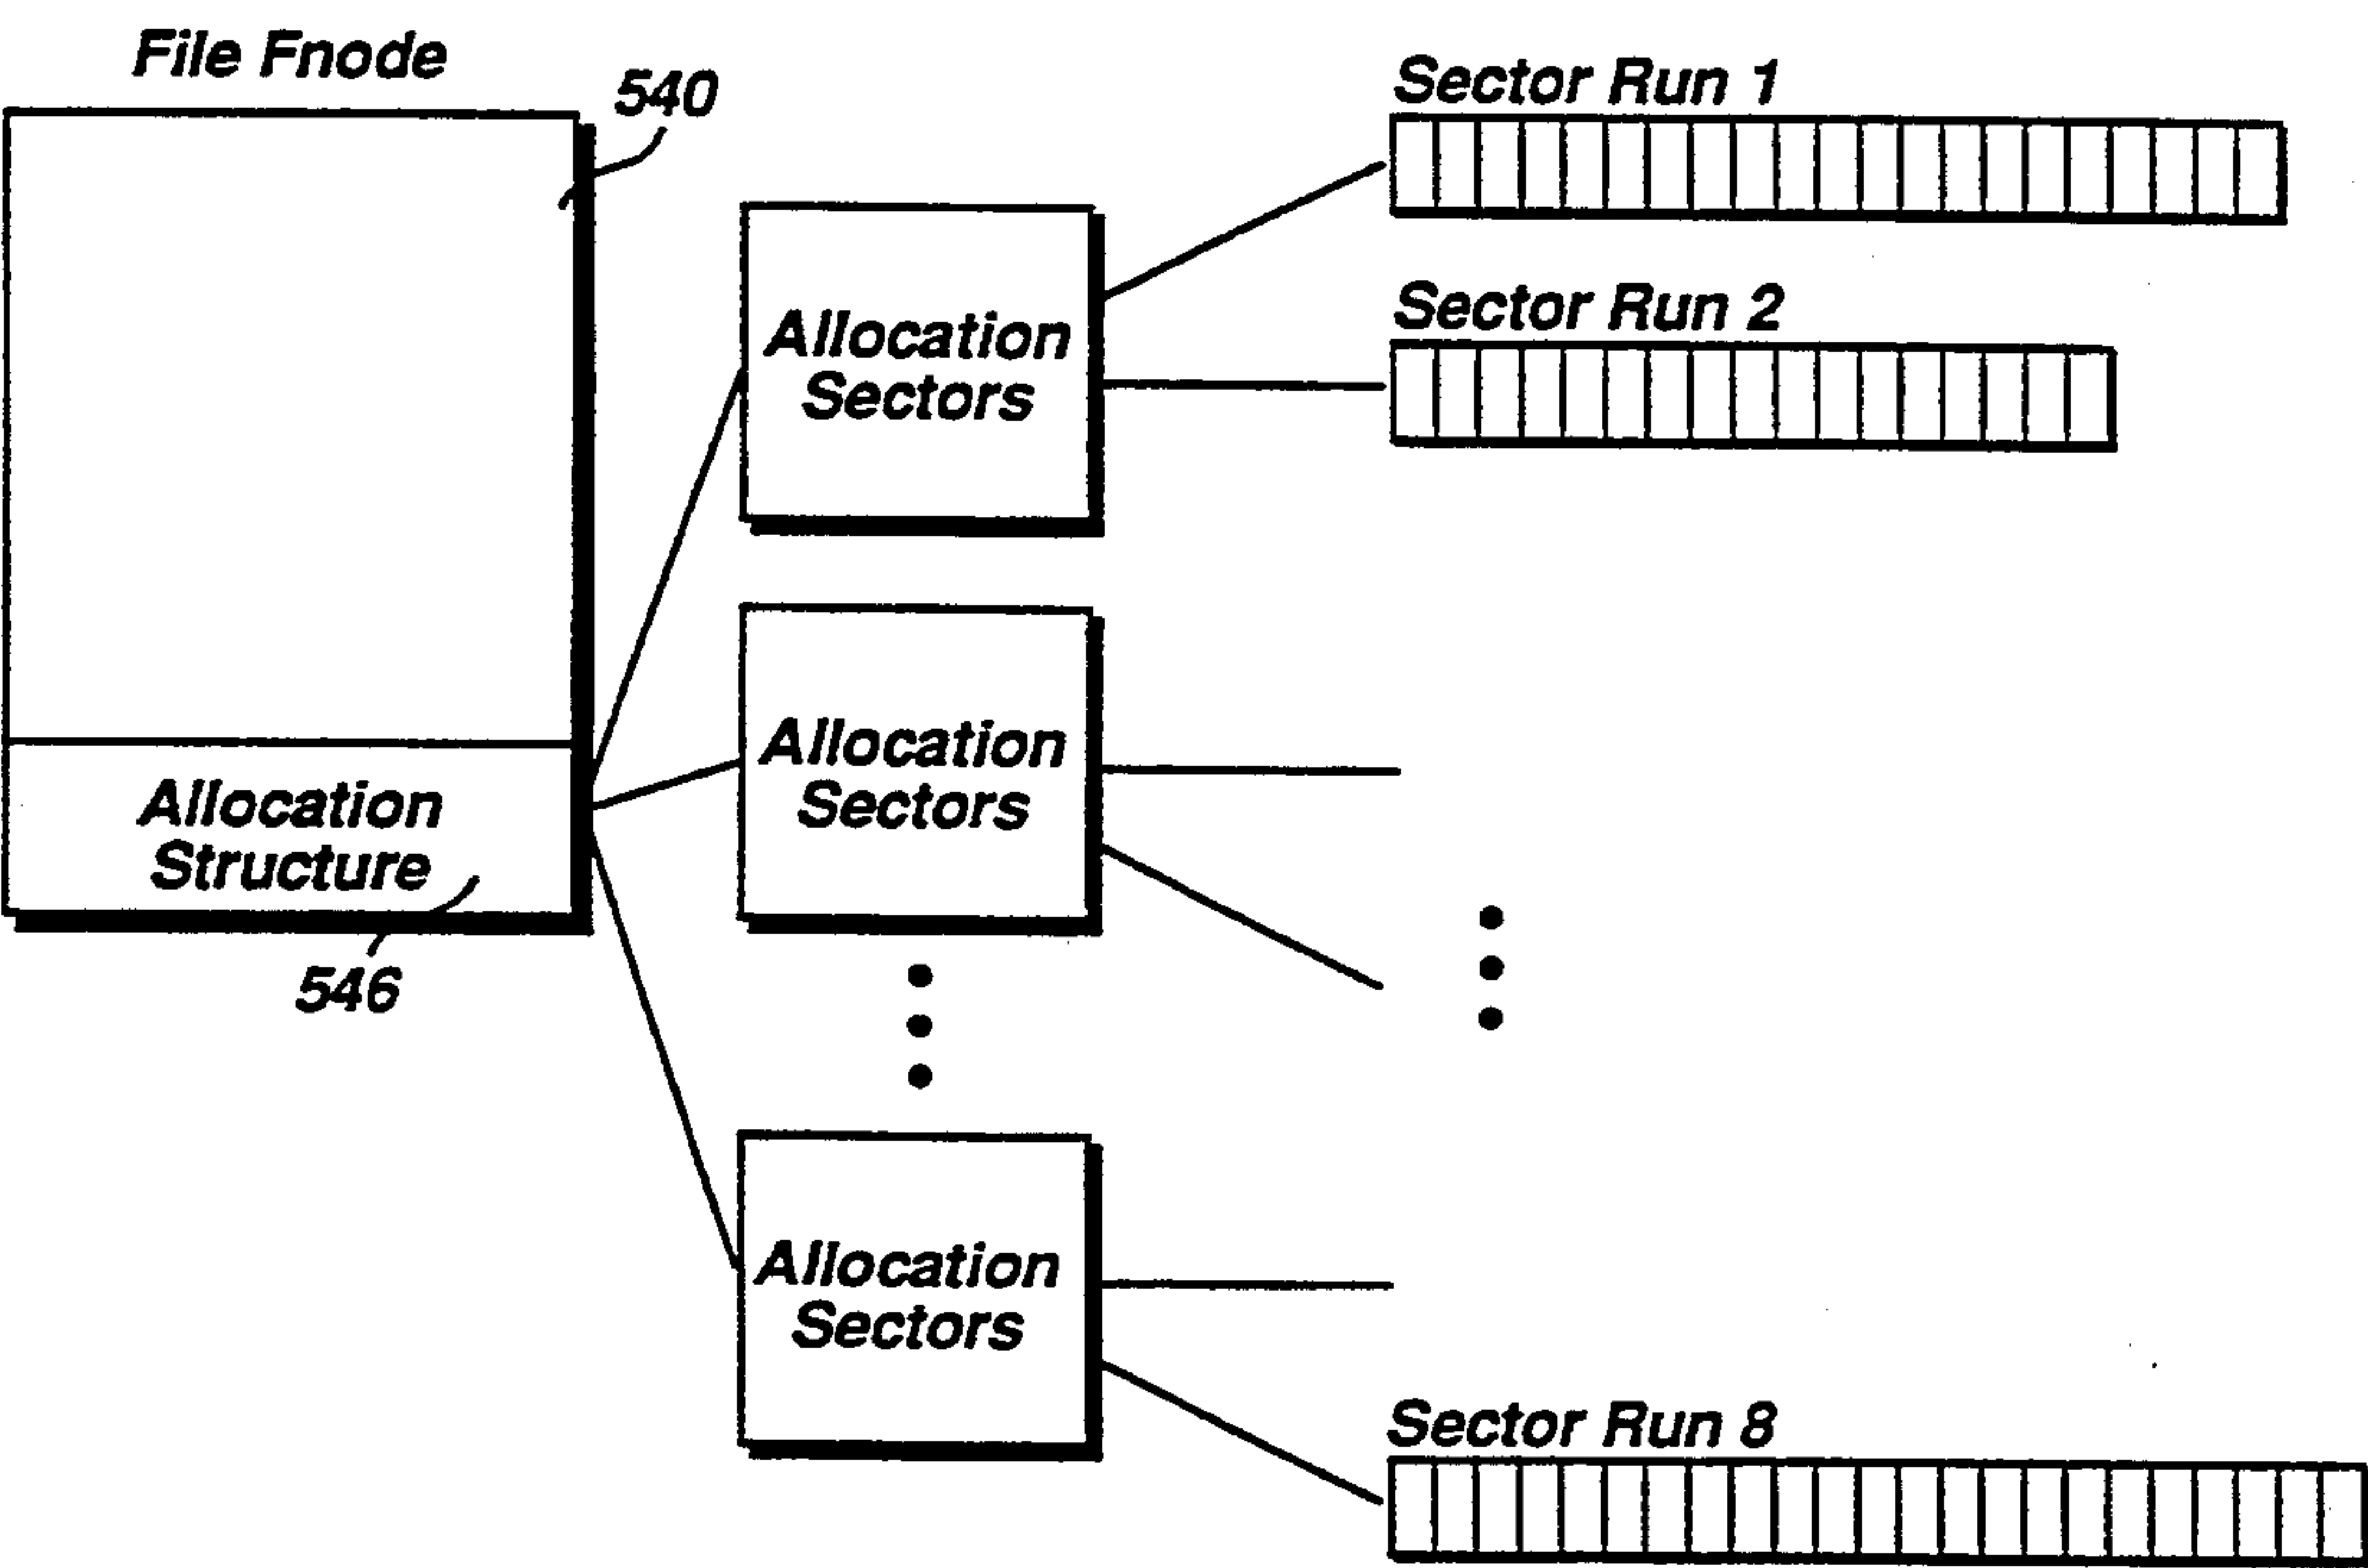 File Fnode
540
Allocation
Structure
546
Allocation
Sectors
Allocation
Sectors
Allocation
Sectors
Sector Run 1
Sector Run 2
Sector Run 8